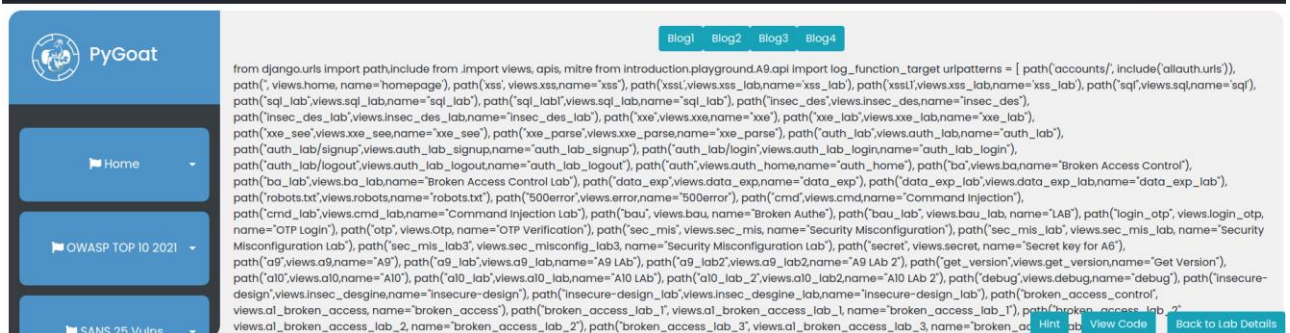 PyGoat
Home
OWASP TOP 10 2021
SANS 25 Vulns
Blog1 Blog2 Blog3 Blog4
from django.urls import path,include from .import views, apis, mitre from introduction.playground.A9.api import log_function_target urlpatterns = [ path('accounts/', include('allauth.urls')),
path('', views.home, name='homepage'), path('xss', views.xss,name="xss"), path('xssL',views.xss_lab,name='xss_lab'), path('xssL1',views.xss_lab,name='xss_lab'), path("sql",views.sql,name='sql'),
path("sql_lab",views.sql_lab,name="sql_lab"), path("sql_lab1",views.sql_lab,name="sql_lab"), path("insec_des",views.insec_des,name="insec_des"),
path("insec_des_lab",views.insec_des_lab,name="insec_des_lab"), path("xxe",views.xxe,name="xxe"), path("xxe_lab",views.xxe_lab,name="xxe_lab"),
path("xxe_see",views.xxe_see,name="xxe_see"), path("xxe_parse",views.xxe_parse,name="xxe_parse"), path("auth_lab",views.auth_lab,name="auth_lab"),
path("auth_lab/signup",views.auth_lab_signup,name="auth_lab_signup"), path("auth_lab/login",views.auth_lab_login,name="auth_lab_login"),
path("auth_lab/logout",views.auth_lab_logout,name="auth_lab_logout"), path("auth",views.auth_home,name="auth_home"), path("ba",views.ba,name="Broken Access Control"),
path("ba_lab",views.ba_lab,name="Broken Access Control Lab"), path("data_exp",views.data_exp,name="data_exp"), path("data_exp_lab",views.data_exp_lab,name="data_exp_lab"),
path("robots.txt",views.robots,name="robots.txt"), path("500error",views.error,name="500error"), path("cmd",views.cmd,name="Command Injection"),
path("cmd_lab",views.cmd_lab,name="Command Injection Lab"), path("bau", views.bau, name="Broken Authe"), path("bau_lab", views.bau_lab, name="LAB"), path("login_otp", views.login_otp,
name="OTP Login"), path("otp", views.Otp, name="OTP Verification"), path("sec_mis", views.sec_mis, name="Security Misconfiguration"), path("sec_mis_lab", views.sec_mis_lab, name="Security
Misconfiguration Lab"), path("sec_mis_lab3", views.sec_misconfig_lab3, name="Security Misconfiguration Lab"), path("secret", views.secret, name="Secret key for A6"),
path("a9",views.a9,name="A9"), path("a9_lab",views.a9_lab,name="A9 LAb"), path("a9_lab2",views.a9_lab2,name="A9 LAb 2"), path("get_version",views.get_version,name="Get Version"),
path("a10",views.a10,name="A10"), path("a10_lab",views.a10_lab,name="A10 LAb"), path("a10_lab_2",views.a10_lab2,name="A10 LAb 2"), path("debug",views.debug,name="debug"), path("insecure-
design",views.insec_desgine,name="insecure-design"), path("insecure-design_lab",views.insec_desgine_lab,name="insecure-design_lab"), path("broken_access_control",
views.a1_broken_access, name="broken_access"), path("broken_access_lab_1", views.a1_broken_access_lab_1, name="broken_access_lab_1"), path("broken_access_lab_2",
views.a1_broken_access_lab_2, name="broken_access_lab_2"), path("broken_access_lab_3", views.a1_broken_access_lab_3,
Hint View Code Back to Lab Details